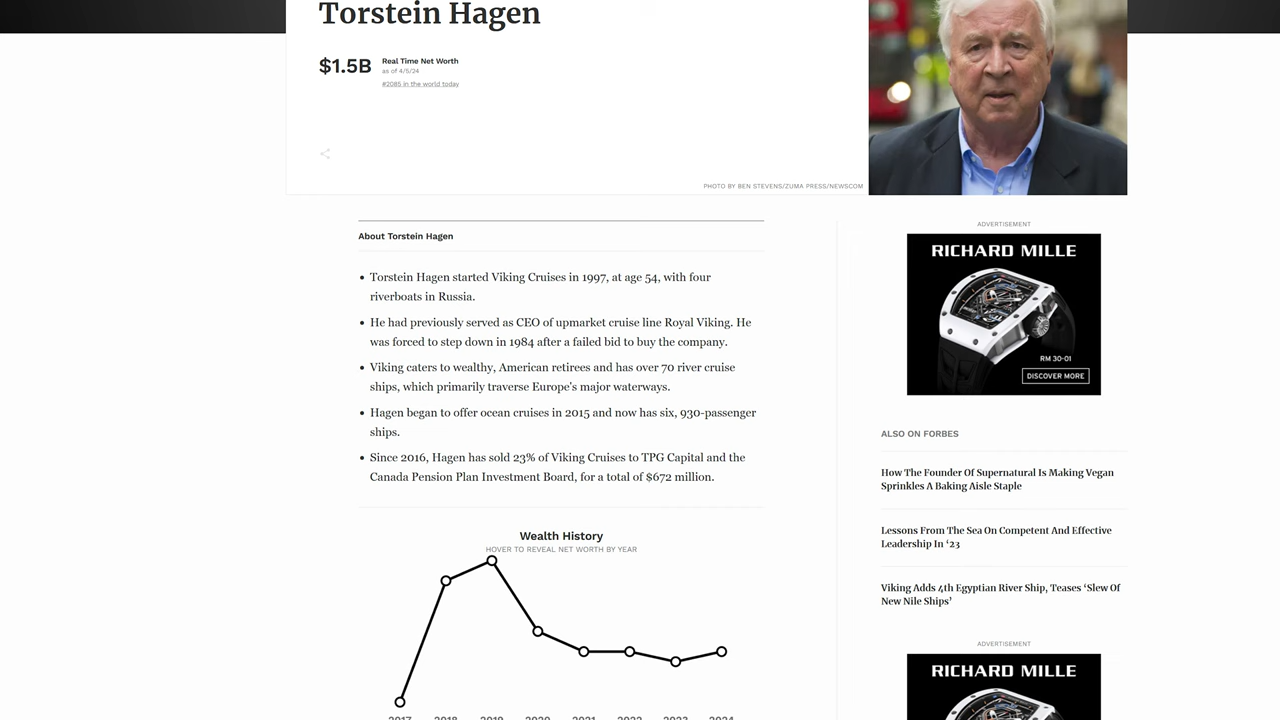 Torstein Hagen
$1.5B
Real Time Net Worth
as of 4/5/24
#2085 in the world today
PHOTO BY BEN STEVENS/ZUMA PRESS/NEWSCOM
About Torstein Hagen
Torstein Hagen started Viking Cruises in 1997, at age 54, with four
riverboats in Russia.
He had previously served as CEO of upmarket cruise line Royal Viking. He
was forced to step down in 1984 after a failed bid to buy the company.
Viking caters to wealthy, American retirees and has over 70 river cruise
ships, which primarily traverse Europe's major waterways.
Hagen began to offer ocean cruises in 2015 and now has six, 930-passenger
ships.
Since 2016, Hagen has sold 23% of Viking Cruises to TPG Capital and the
Canada Pension Plan Investment Board, for a total of $672 million.
Wealth History
HOVER TO REVEAL NET WORTH BY YEAR
2017 2018 2019 2020 2021 2022 2023 2024
ADVERTISEMENT
RICHARD MILLE
RM 30-01
DISCOVER MORE
ALSO ON FORBES
How The Founder Of Supernatural Is Making Vegan
Sprinkles A Baking Aisle Staple
Lessons From The Sea On Competent And Effective
Leadership In ‘23
Viking Adds 4th Egyptian River Ship, Teases ‘Slew Of
New Nile Ships’
ADVERTISEMENT
RICHARD MILLE